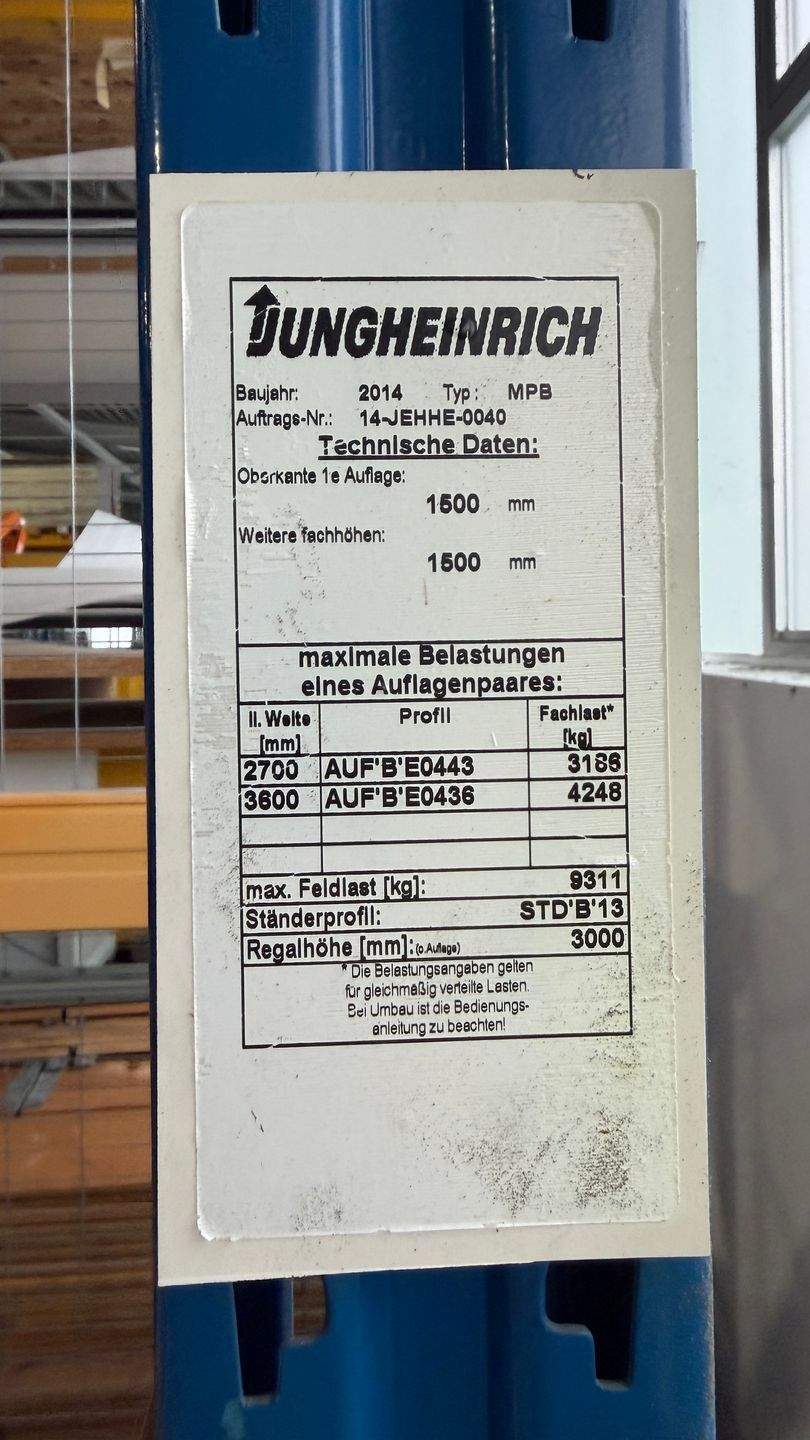 JUNGHEINRICH
Baujahr: 2014 Typ: MPB
Auftrags-Nr.: 14-JEHHE-0040
Technische Daten:
Oberkante 1e Auflage:
1500 mm
Weitere fachhöhen:
1500 mm
maximale Belastungen
eines Auflagenpaares:
li. Weite Profil Fachlast*
[mm] [kg]
2700 AUF'B'E0443 3186
3600 AUF'B'E0436 4248
max. Feldlast [kg]: 9311
Ständerprofil: STD'B'13
Regalhöhe [mm]:(o.Auflage) 3000
* Die Belastungsangaben gelten
für gleichmäßig verteilte Lasten.
Bei Umbau ist die Bedienungs-
anleitung zu beachten!